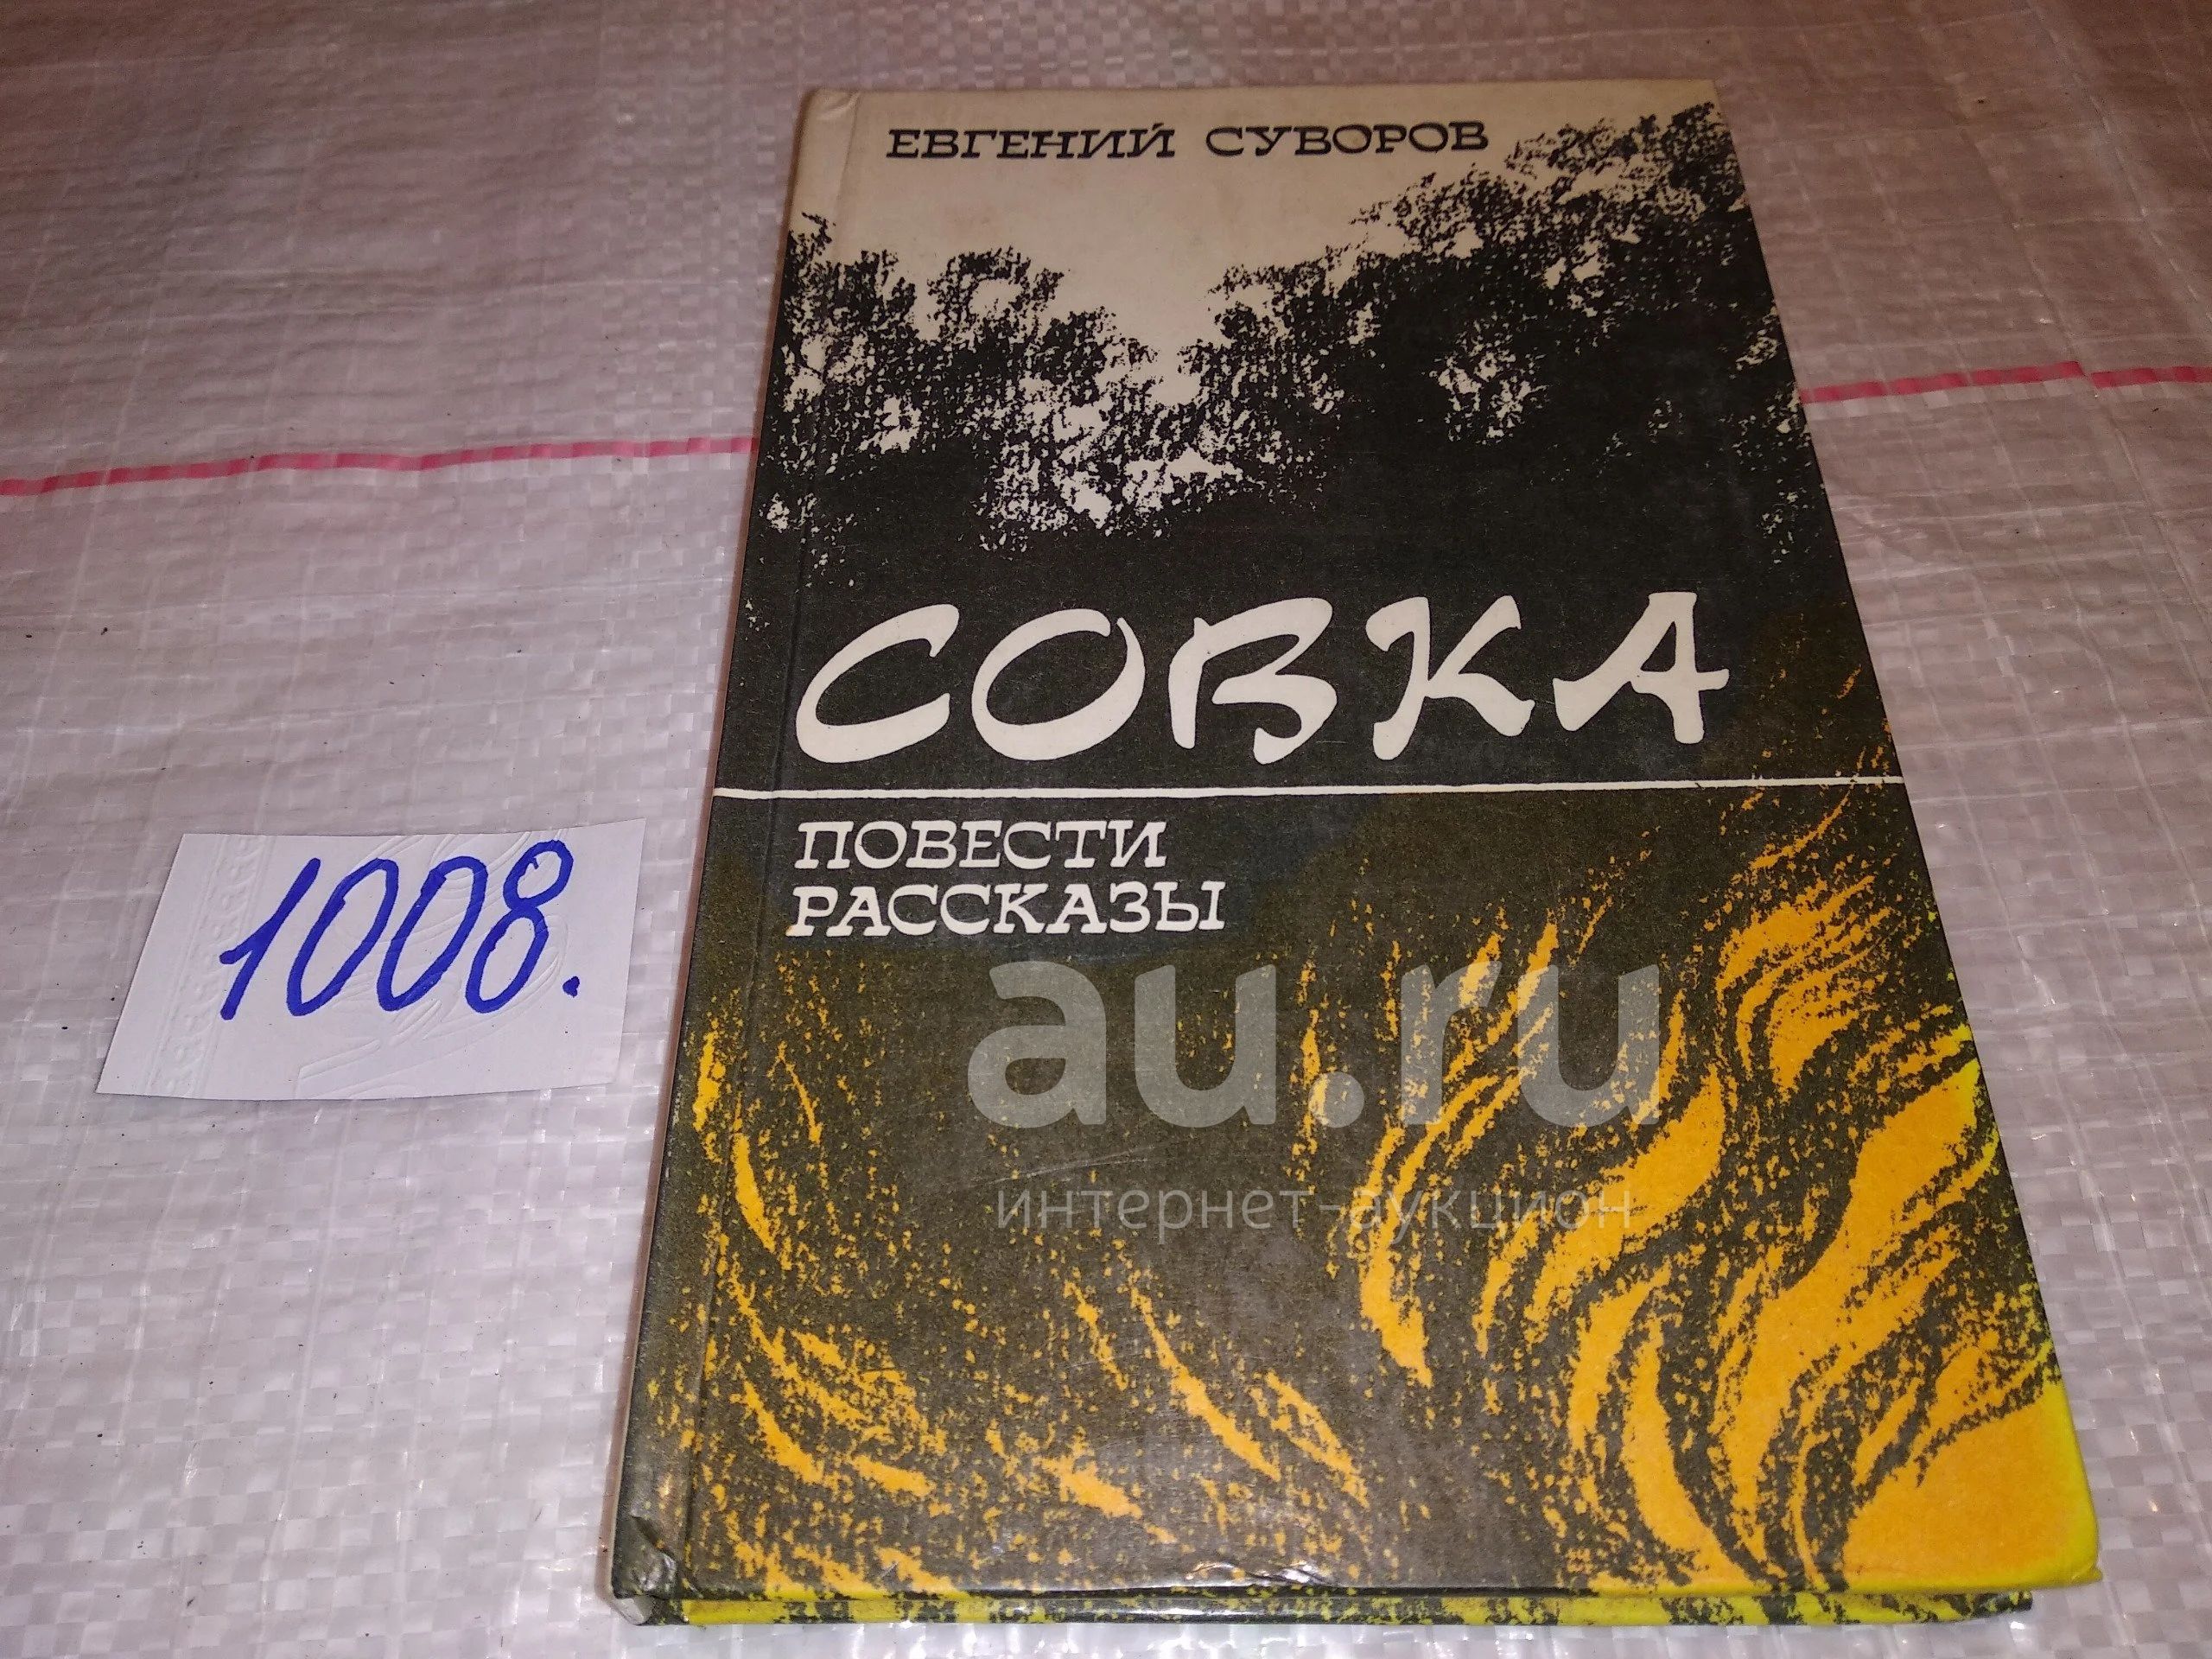 ЕВГЕНИЙ СУВОРОВ
СОВКА
ПОВЕСТИ
РАССКАЗЫ
1008.
au.ru
интернет-аукцион